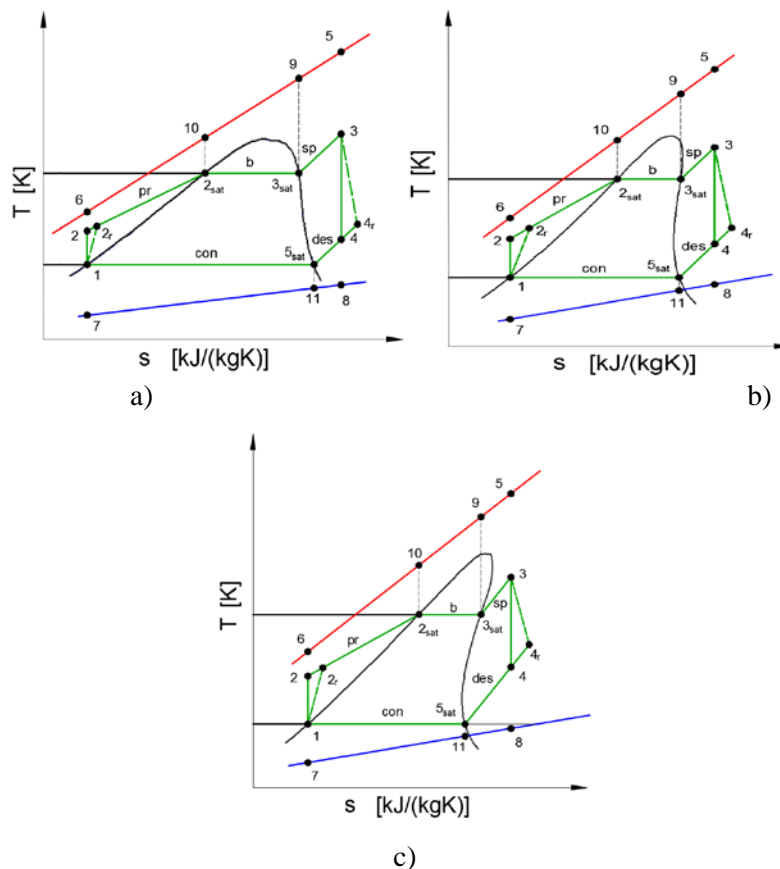 5
9
10
b
sp
3
T [K]
6
pr
2sat
3sat
2
2r
des
4r
4
con
5sat
1
11
8
7
s [kJ/(kgK)]
a)
5
9
10
b
sp
3
T [K]
6
pr
2sat
3sat
2
2r
des
4r
4
con
5sat
1
11
8
7
s [kJ/(kgK)]
b)
5
9
10
b
sp
3
T [K]
6
pr
2sat
3sat
2
2r
des
4r
4
con
5sat
1
11
8
7
s [kJ/(kgK)]
c)